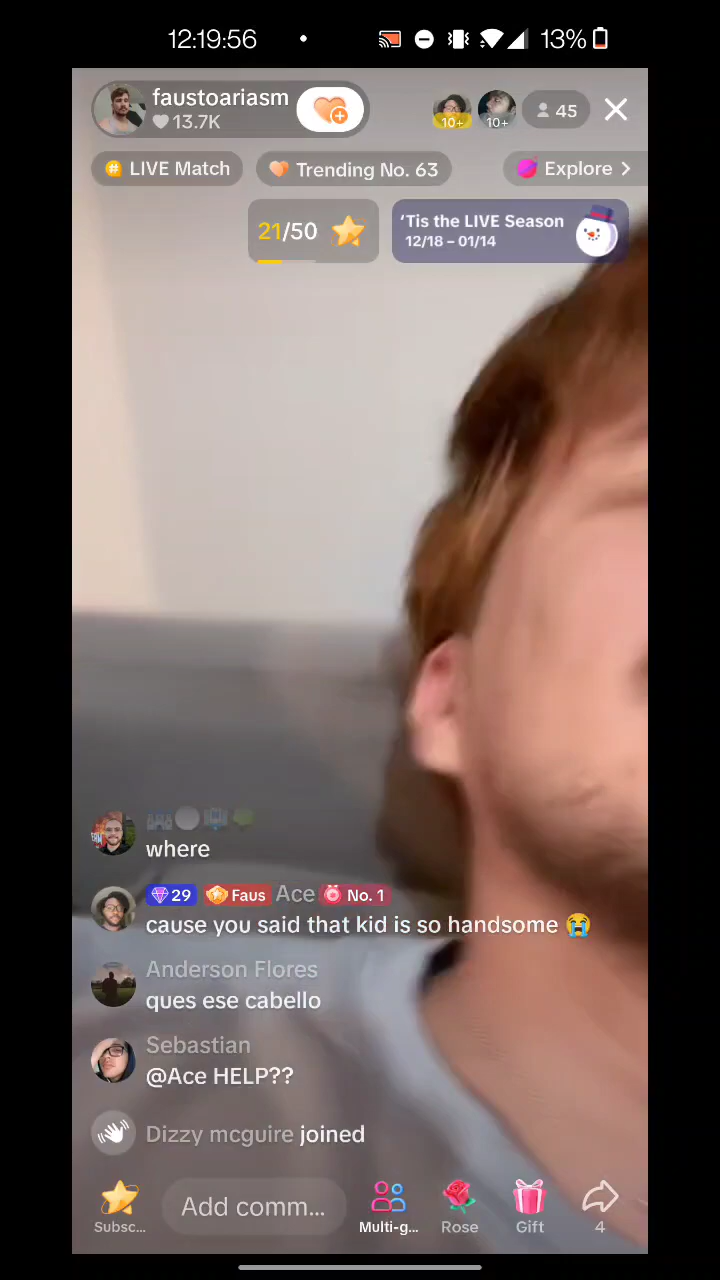 12:19:56
13%
faustoariasm
13.7K
10+
10+
45
LIVE Match
Trending No. 63
Explore
21/50
'Tis the LIVE Season
12/18 – 01/14
where
29
Faus
Ace
No. 1
cause you said that kid is so handsome 😭
Anderson Flores
ques ese cabello
Sebastian
@Ace HELP??
Dizzy mcguire joined
Subsc...
Add comm...
Multi-g...
Rose
Gift
4